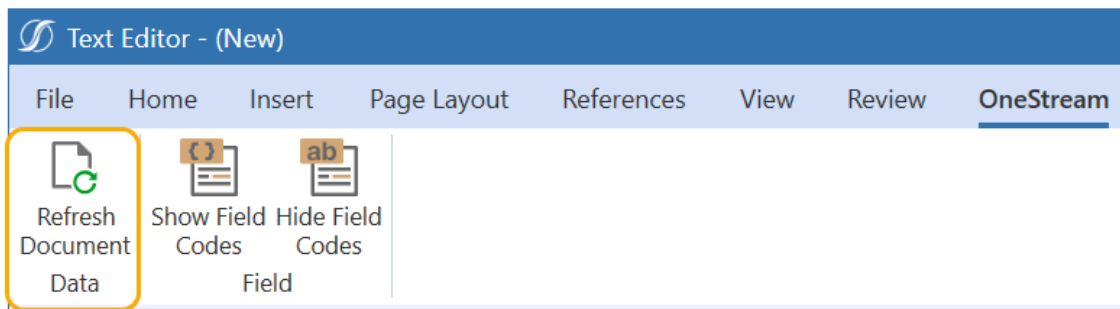 Text Editor - (New)
File Home Insert Page Layout References View Review OneStream
{ } ab
Refresh Show Field Hide Field
Document Codes Codes
Data Field